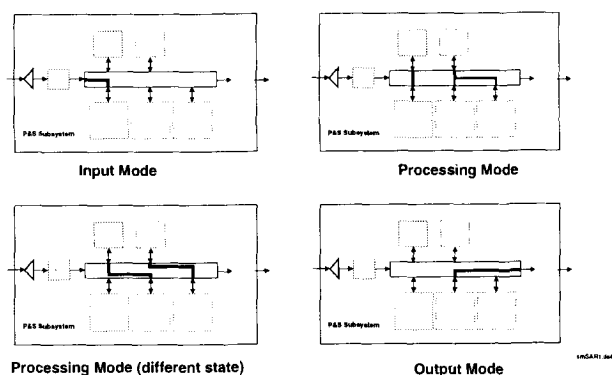 P&S Subsystem
Input Mode
P&S Subsystem
Processing Mode
P&S Subsystem
Processing Mode (different state)
P&S Subsystem
Output Mode